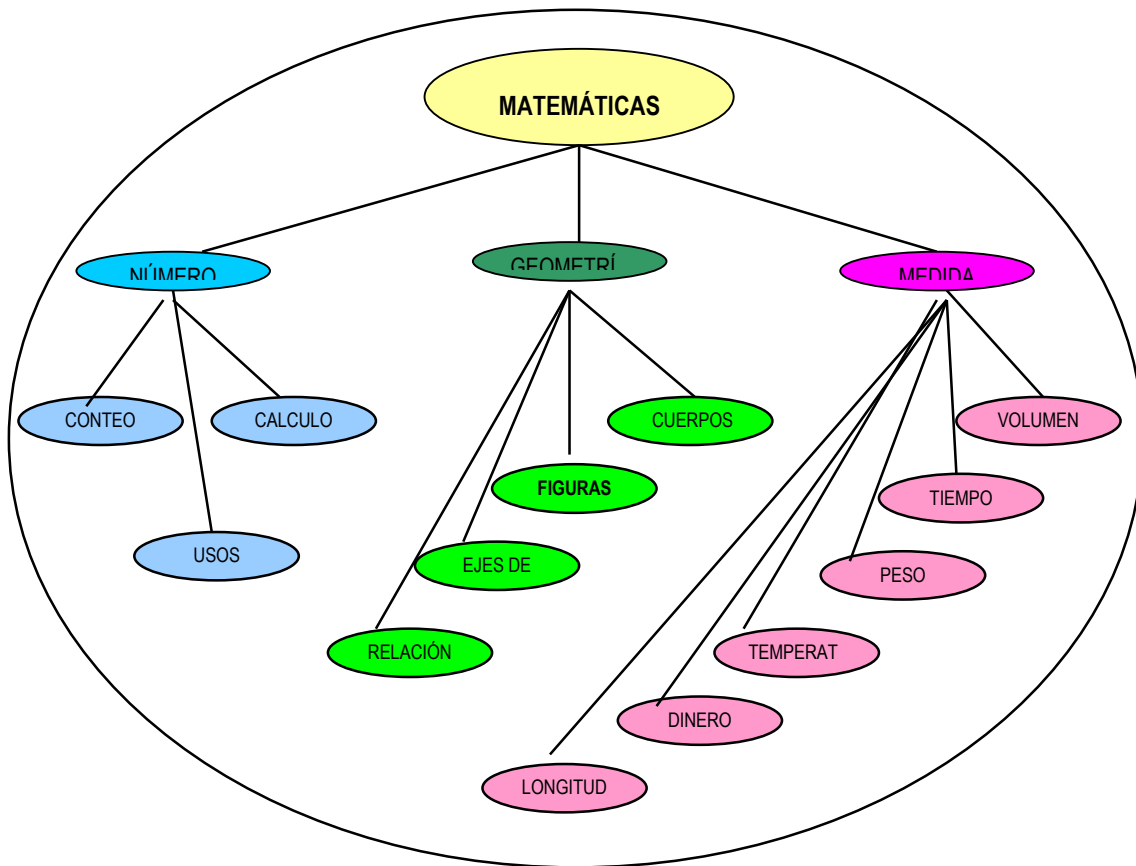 MATEMÁTICAS
NÚMERO
GEOMETRÍ
MEDIDA
CONTEO
CALCULO
CUERPOS
VOLUMEN
FIGURAS
TIEMPO
USOS
EJES DE
PESO
RELACIÓN
TEMPERAT
DINERO
LONGITUD